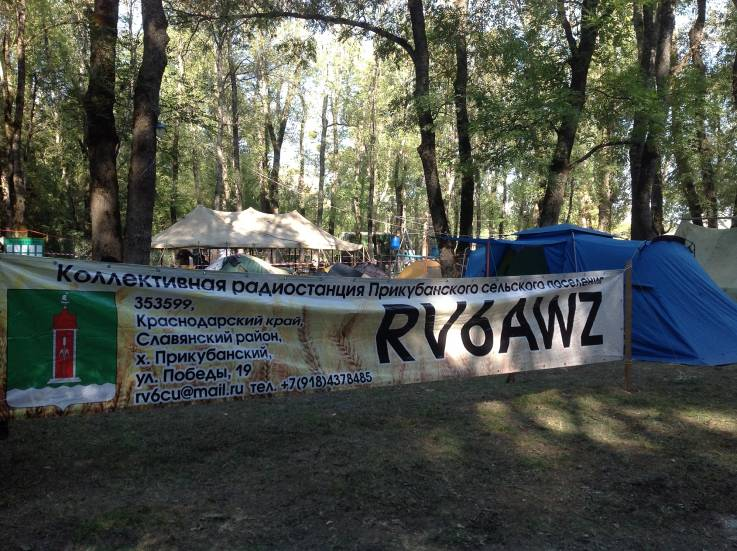 Коллективная радиостанция Прикубанского сельского поселения
353599,
Краснодарский край,
Славянский район,
х. Прикубанский,
ул. Победы, 19
rv6cu@mail.ru тел. +7(918)4378485
RV6AWZ